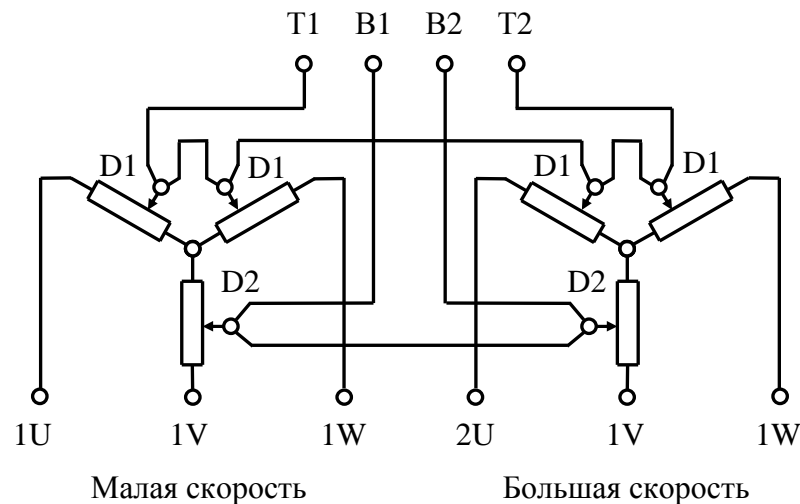 T1 B1 B2 T2
D1 D1 D1 D1
D2 D2
1U 1V 1W 2U 1V 1W
Малая скорость Большая скорость